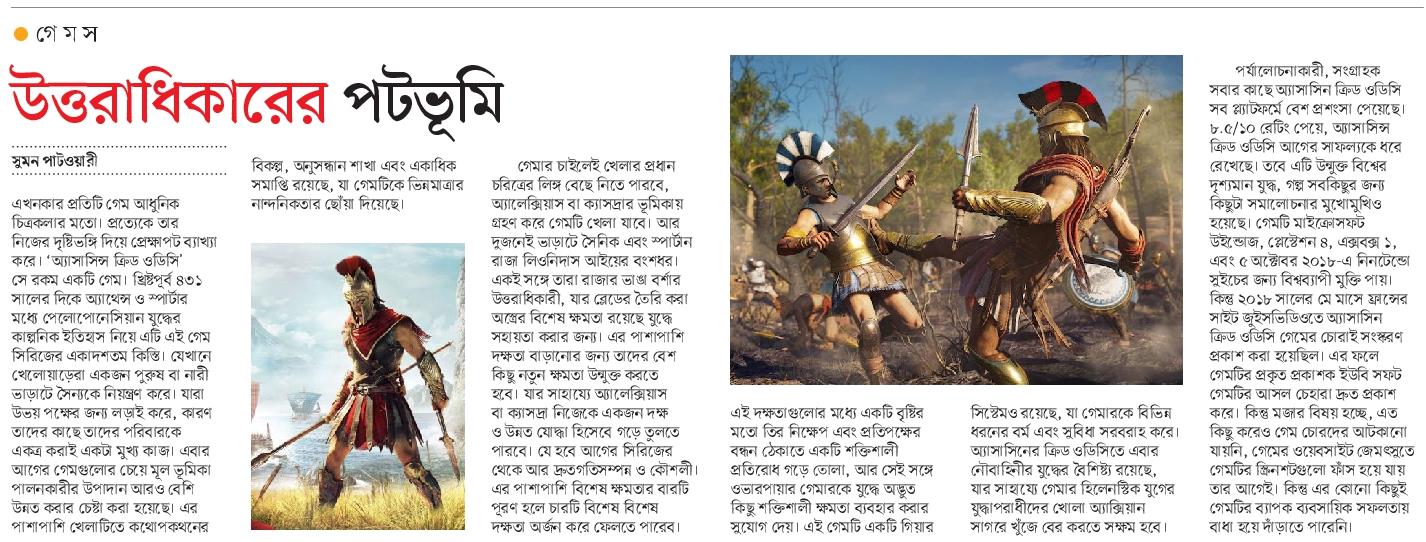 গেমস
উত্তরাধিকারের পটভূমি
সুমন পাটওয়ারী
এখনকার প্রতিটি গেম আধুনিক
চিত্রকলার মতো। প্রত্যেকে তার
নিজের দৃষ্টিভঙ্গি দিয়ে প্রেক্ষাপট ব্যাখ্যা
করে। ‘অ্যাসাসিন্স ক্রিড ওডিসি’
সে রকম একটি গেম। খ্রিষ্টপূর্ব ৪৩১
সালের দিকে অ্যাথেন্স ও স্পার্টার
মধ্যে পেলোপোনেসিয়ান যুদ্ধের
কাল্পনিক ইতিহাস নিয়ে এটি এই গেম
সিরিজের একাদশতম কিস্তি। যেখানে
খেলোয়াড়েরা একজন পুরুষ বা নারী
ভাড়াটে সৈন্যকে নিয়ন্ত্রণ করে। যারা
উভয় পক্ষের জন্য লড়াই করে, কারণ
তাদের কাছে তাদের পরিবারকে
একত্র করাই একটা মুখ্য কাজ। এবার
আগের গেমগুলোর চেয়ে মূল ভূমিকা
পালনকারীর উপাদান আরও বেশি
উন্নত করার চেষ্টা করা হয়েছে। এর
পাশাপাশি খেলাটিতে কথোপকথনের
বিকল্প, অনুসন্ধান শাখা এবং একাধিক
সমাপ্তি রয়েছে, যা গেমটিকে ভিন্নমাত্রার
নান্দনিকতার ছোঁয়া দিয়েছে।
গেমার চাইলেই খেলার প্রধান
চরিত্রের লিঙ্গ বেছে নিতে পারবে,
অ্যালেক্সিয়াস বা ক্যাসদ্রার ভূমিকায়
গ্রহণ করে গেমটি খেলা যাবে। আর
দুজনেই ভাড়াটে সৈনিক এবং স্পার্টান
রাজা লিওনিদাস আইয়ের বংশধর।
একই সঙ্গে তারা রাজার ভাঙা বর্শার
উত্তরাধিকারী, যার ব্লেডের তৈরি করা
অস্ত্রের বিশেষ ক্ষমতা রয়েছে যুদ্ধে
সহায়তা করার জন্য। এর পাশাপাশি
দক্ষতা বাড়ানোর জন্য তাদের বেশ
কিছু নতুন ক্ষমতা উন্মুক্ত করতে
হবে। যার সাহায্যে অ্যালেক্সিয়াস
বা ক্যাসদ্রা নিজেকে একজন দক্ষ
ও উন্নত যোদ্ধা হিসেবে গড়ে তুলতে
পারবে। যে হবে আগের সিরিজের
থেকে আর দ্রুতগতিসম্পন্ন ও কৌশলী।
এর পাশাপাশি বিশেষ ক্ষমতার বারটি
পূরণ হলে চারটি বিশেষ বিশেষ
দক্ষতা অর্জন করে ফেলতে পারবে।
এই দক্ষতাগুলোর মধ্যে একটি বৃষ্টির
মতো তির নিক্ষেপ এবং প্রতিপক্ষের
বন্ধন ঠেকাতে একটি শক্তিশালী
প্রতিরোধ গড়ে তোলা, আর সেই সঙ্গে
ওভারপায়ার গেমারকে যুদ্ধে অদ্ভুত
কিছু শক্তিশালী ক্ষমতা ব্যবহার করার
সুযোগ দেয়। এই গেমটি একটি গিয়ার
সিস্টেমও রয়েছে, যা গেমারকে বিভিন্ন
ধরনের বর্ম এবং সুবিধা সরবরাহ করে।
অ্যাসাসিনের ক্রিড ওডিসিতে এবার
নৌবাহিনীর যুদ্ধের বৈশিষ্ট্য রয়েছে,
যার সাহায্যে গেমার হিলেনস্টিক যুগের
যুদ্ধাপরাধীদের খোলা অ্যাক্সিয়ান
সাগরে খুঁজে বের করতে সক্ষম হবে।
পর্যালোচনাকারী, সংগ্রাহক
সবার কাছে অ্যাসাসিন ক্রিড ওডিসি
সব প্ল্যাটফর্মে বেশ প্রশংসা পেয়েছে।
৮.৫/১০ রেটিং পেয়ে, অ্যাসাসিন্স
ক্রিড ওডিসি আগের সাফল্যকে ধরে
রেখেছে। তবে এটি উন্মুক্ত বিশ্বের
দৃশ্যমান যুদ্ধ, গল্প সবকিছুর জন্য
কিছুটা সমালোচনার মুখোমুখিও
হয়েছে। গেমটি মাইক্রোসফট
উইন্ডোজ, প্লেস্টেশন ৪, এক্সবক্স ১,
এবং ৫ অক্টোবর ২০১৮-এ নিনটেন্ডো
সুইচের জন্য বিশ্বব্যাপী মুক্তি পায়।
কিন্তু ২০১৮ সালের মে মাসে ফ্রান্সের
সাইট জুইসভিডিওতে অ্যাসাসিন
ক্রিড ওডিসি গেমের চোরাই সংস্করণ
প্রকাশ করা হয়েছিল। এর ফলে
গেমটির প্রকৃত প্রকাশক ইউবি সফট
গেমটির আসল চেহারা দ্রুত প্রকাশ
করে। কিন্তু মজার বিষয় হচ্ছে, এত
কিছু করেও গেম চোরদের আটকানো
যায়নি, গেমের ওয়েবসাইট জেমৎসুতে
গেমটির স্ক্রিনশটগুলো ফাঁস হয়ে যায়
তার আগেই। কিন্তু এর কোনো কিছুই
গেমটির ব্যাপক ব্যবসায়িক সফলতায়
বাধা হয়ে দাঁড়াতে পারেনি।